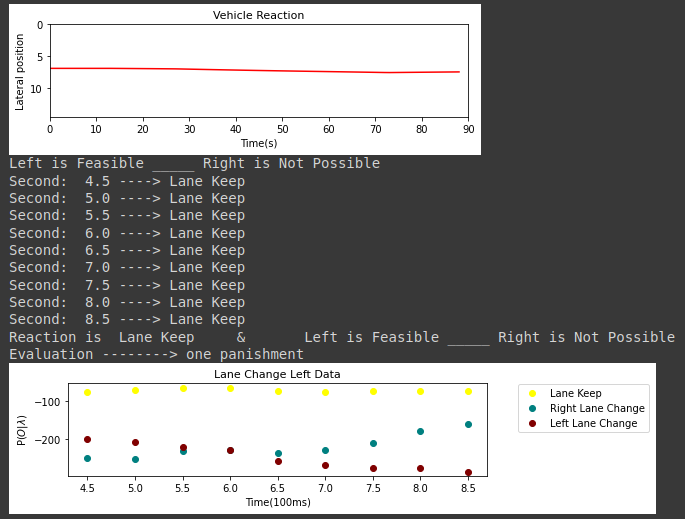 Vehicle Reaction
0
5
10
Lateral position
0 10 20 30 40 50 60 70 80 90
Time(s)
Left is Feasible _____ Right is Not Possible
Second:  4.5 ----> Lane Keep
Second:  5.0 ----> Lane Keep
Second:  5.5 ----> Lane Keep
Second:  6.0 ----> Lane Keep
Second:  6.5 ----> Lane Keep
Second:  7.0 ----> Lane Keep
Second:  7.5 ----> Lane Keep
Second:  8.0 ----> Lane Keep
Second:  8.5 ----> Lane Keep
Reaction is  Lane Keep     &       Left is Feasible _____ Right is Not Possible
Evaluation --------> one panishment
Lane Change Left Data
−100
−200
P(O|λ)
4.5 5.0 5.5 6.0 6.5 7.0 7.5 8.0 8.5
Time(100ms)
Lane Keep
Right Lane Change
Left Lane Change